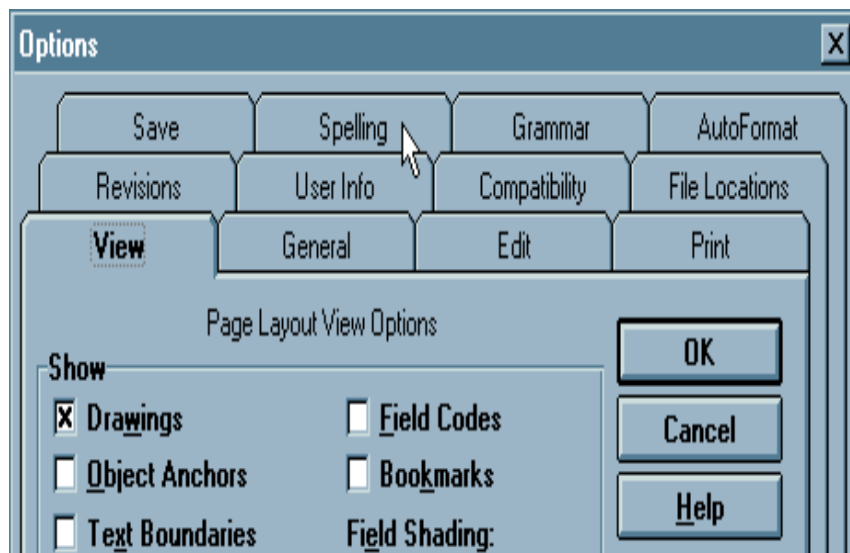 Options
Save Spelling Grammar AutoFormat
Revisions User Info Compatibility File Locations
View General Edit Print
Page Layout View Options
OK
Show
Drawings Field Codes
Cancel
Object Anchors Bookmarks
Help
Text Boundaries Field Shading: